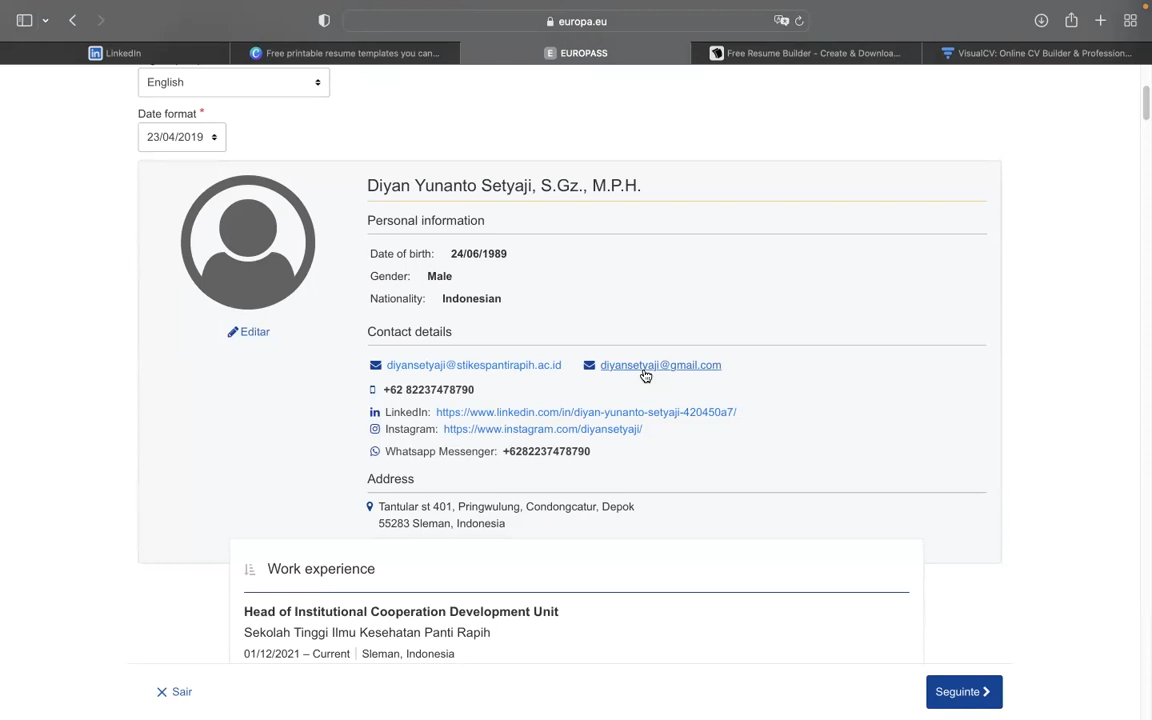 europa.eu
LinkedIn
Free printable resume templates you can...
EUROPASS
Free Resume Builder - Create & Downloa...
VisualCV: Online CV Builder & Profession...
English
Date format *
23/04/2019
Diyan Yunanto Setyaji, S.Gz., M.P.H.
Personal information
Date of birth: 24/06/1989
Gender: Male
Nationality: Indonesian
Editar
Contact details
diyansetyaji@stikespantirapih.ac.id diyansetyaji@gmail.com
+62 82237478790
LinkedIn: https://www.linkedin.com/in/diyan-yunanto-setyaji-420450a7/
Instagram: https://www.instagram.com/diyansetyaji/
Whatsapp Messenger: +6282237478790
Address
Tantular st 401, Pringwulung, Condongcatur, Depok
55283 Sleman, Indonesia
Work experience
Head of Institutional Cooperation Development Unit
Sekolah Tinggi Ilmu Kesehatan Panti Rapih
01/12/2021 – Current Sleman, Indonesia
Sair
Seguinte